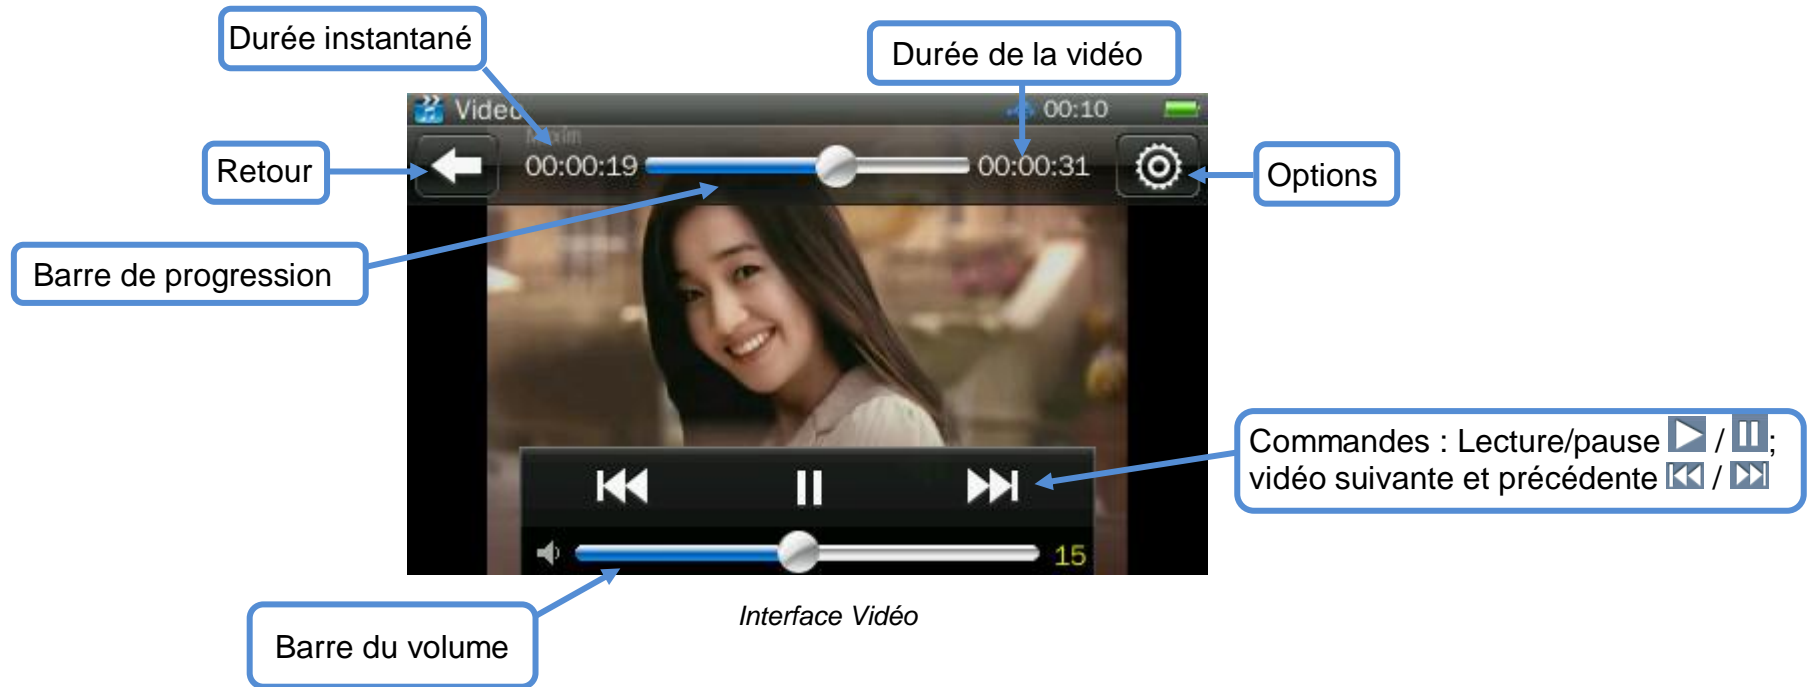 Durée instantané
Durée de la vidéo
Video
00:10
Maxim
00:00:19
00:00:31
Retour
Options
Barre de progression
Commandes : Lecture/pause / ;
vidéo suivante et précédente /
15
Interface Vidéo
Barre du volume